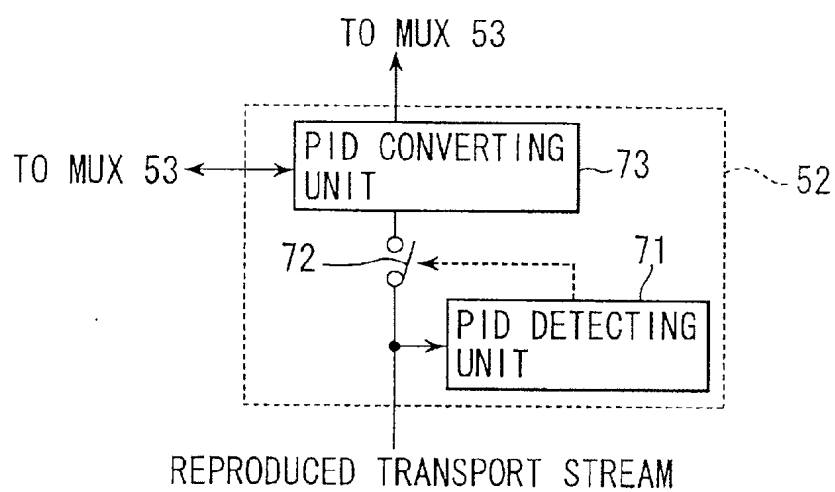 TO MUX 53
PID CONVERTING
UNIT
73
TO MUX 53
52
72
71
PID DETECTING
UNIT
REPRODUCED TRANSPORT STREAM